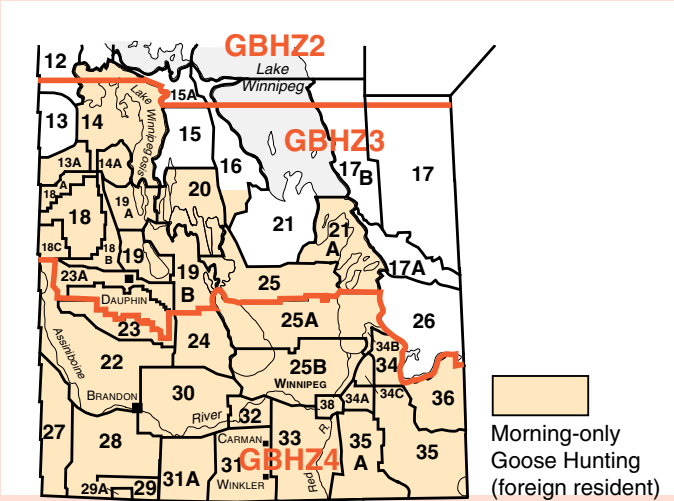 GBHZ2
12
Lake
Winnipeg
15A
Lake Winnipegosis
13
14
15
GBHZ3
16
17B
17
13A
14A
18A
20
19A
18
21
21A
18C
18B
19
17A
23A
19B
25
DAUPHIN
23
25A
26
Assiniboine
24
34B
22
25B
34
WINNIPEG
30
34C
BRANDON
34A
36
38
River
32
27
28
CARMAN
33
R.
35A
35
31
GBHZ4
31A
WINKLER
Red
29A
29
Morning-only
Goose Hunting
(foreign resident)